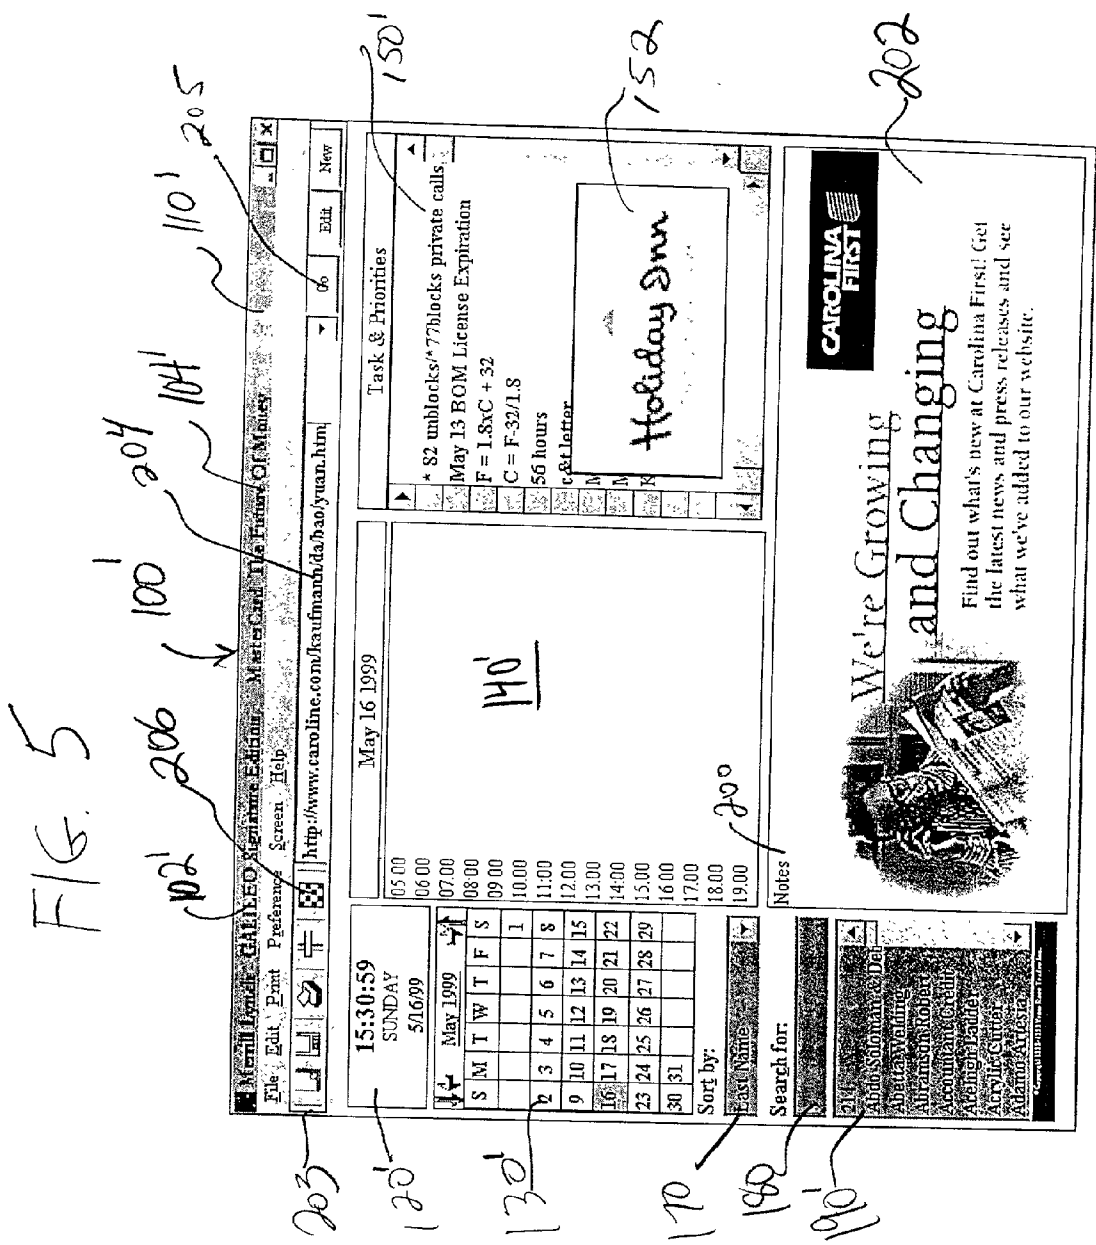 FIG. 5
100'
102'
206
204
104'
110'
205
Merrill Lynch GALILEO Signature Edition MasterCard The Future Of Money
File Edit Print Preference Screen Help
http://www.caroline.com/kaufmann/da/hao/yuan.htm
Go
Edit
New
203
15:30:59
SUNDAY
5/16/99
120'
May 1999
S M T W T F S
1
2 3 4 5 6 7 8
9 10 11 12 13 14 15
16 17 18 19 20 21 22
23 24 25 26 27 28 29
30 31
130'
May 16 1999
05:00
06:00
07:00
08:00
09:00
10:00
11:00
12:00
13:00
14:00
15:00
16:00
17:00
18:00
19:00
140'
Task & Priorities
* 82 unblocks/*77blocks private calls
May 13 BOM License Expiration
F = 1.8xC + 32
C = F-32/1.8
56 hours
c&t letter
M
M
K
150'
Holiday Inn
152
Sort by:
Last Name
170
Search for:
180
Abdo Soloman & Deb
Abetta Welding
Abramson Robert
Accountant Credit
Acrylic Critter
Adamo Artesia
190'
Notes
200
We're Growing
and Changing
Find out what's new at Carolina First! Get
the latest news and press releases and see
what we've added to our website.
CAROLINA
FIRST
202